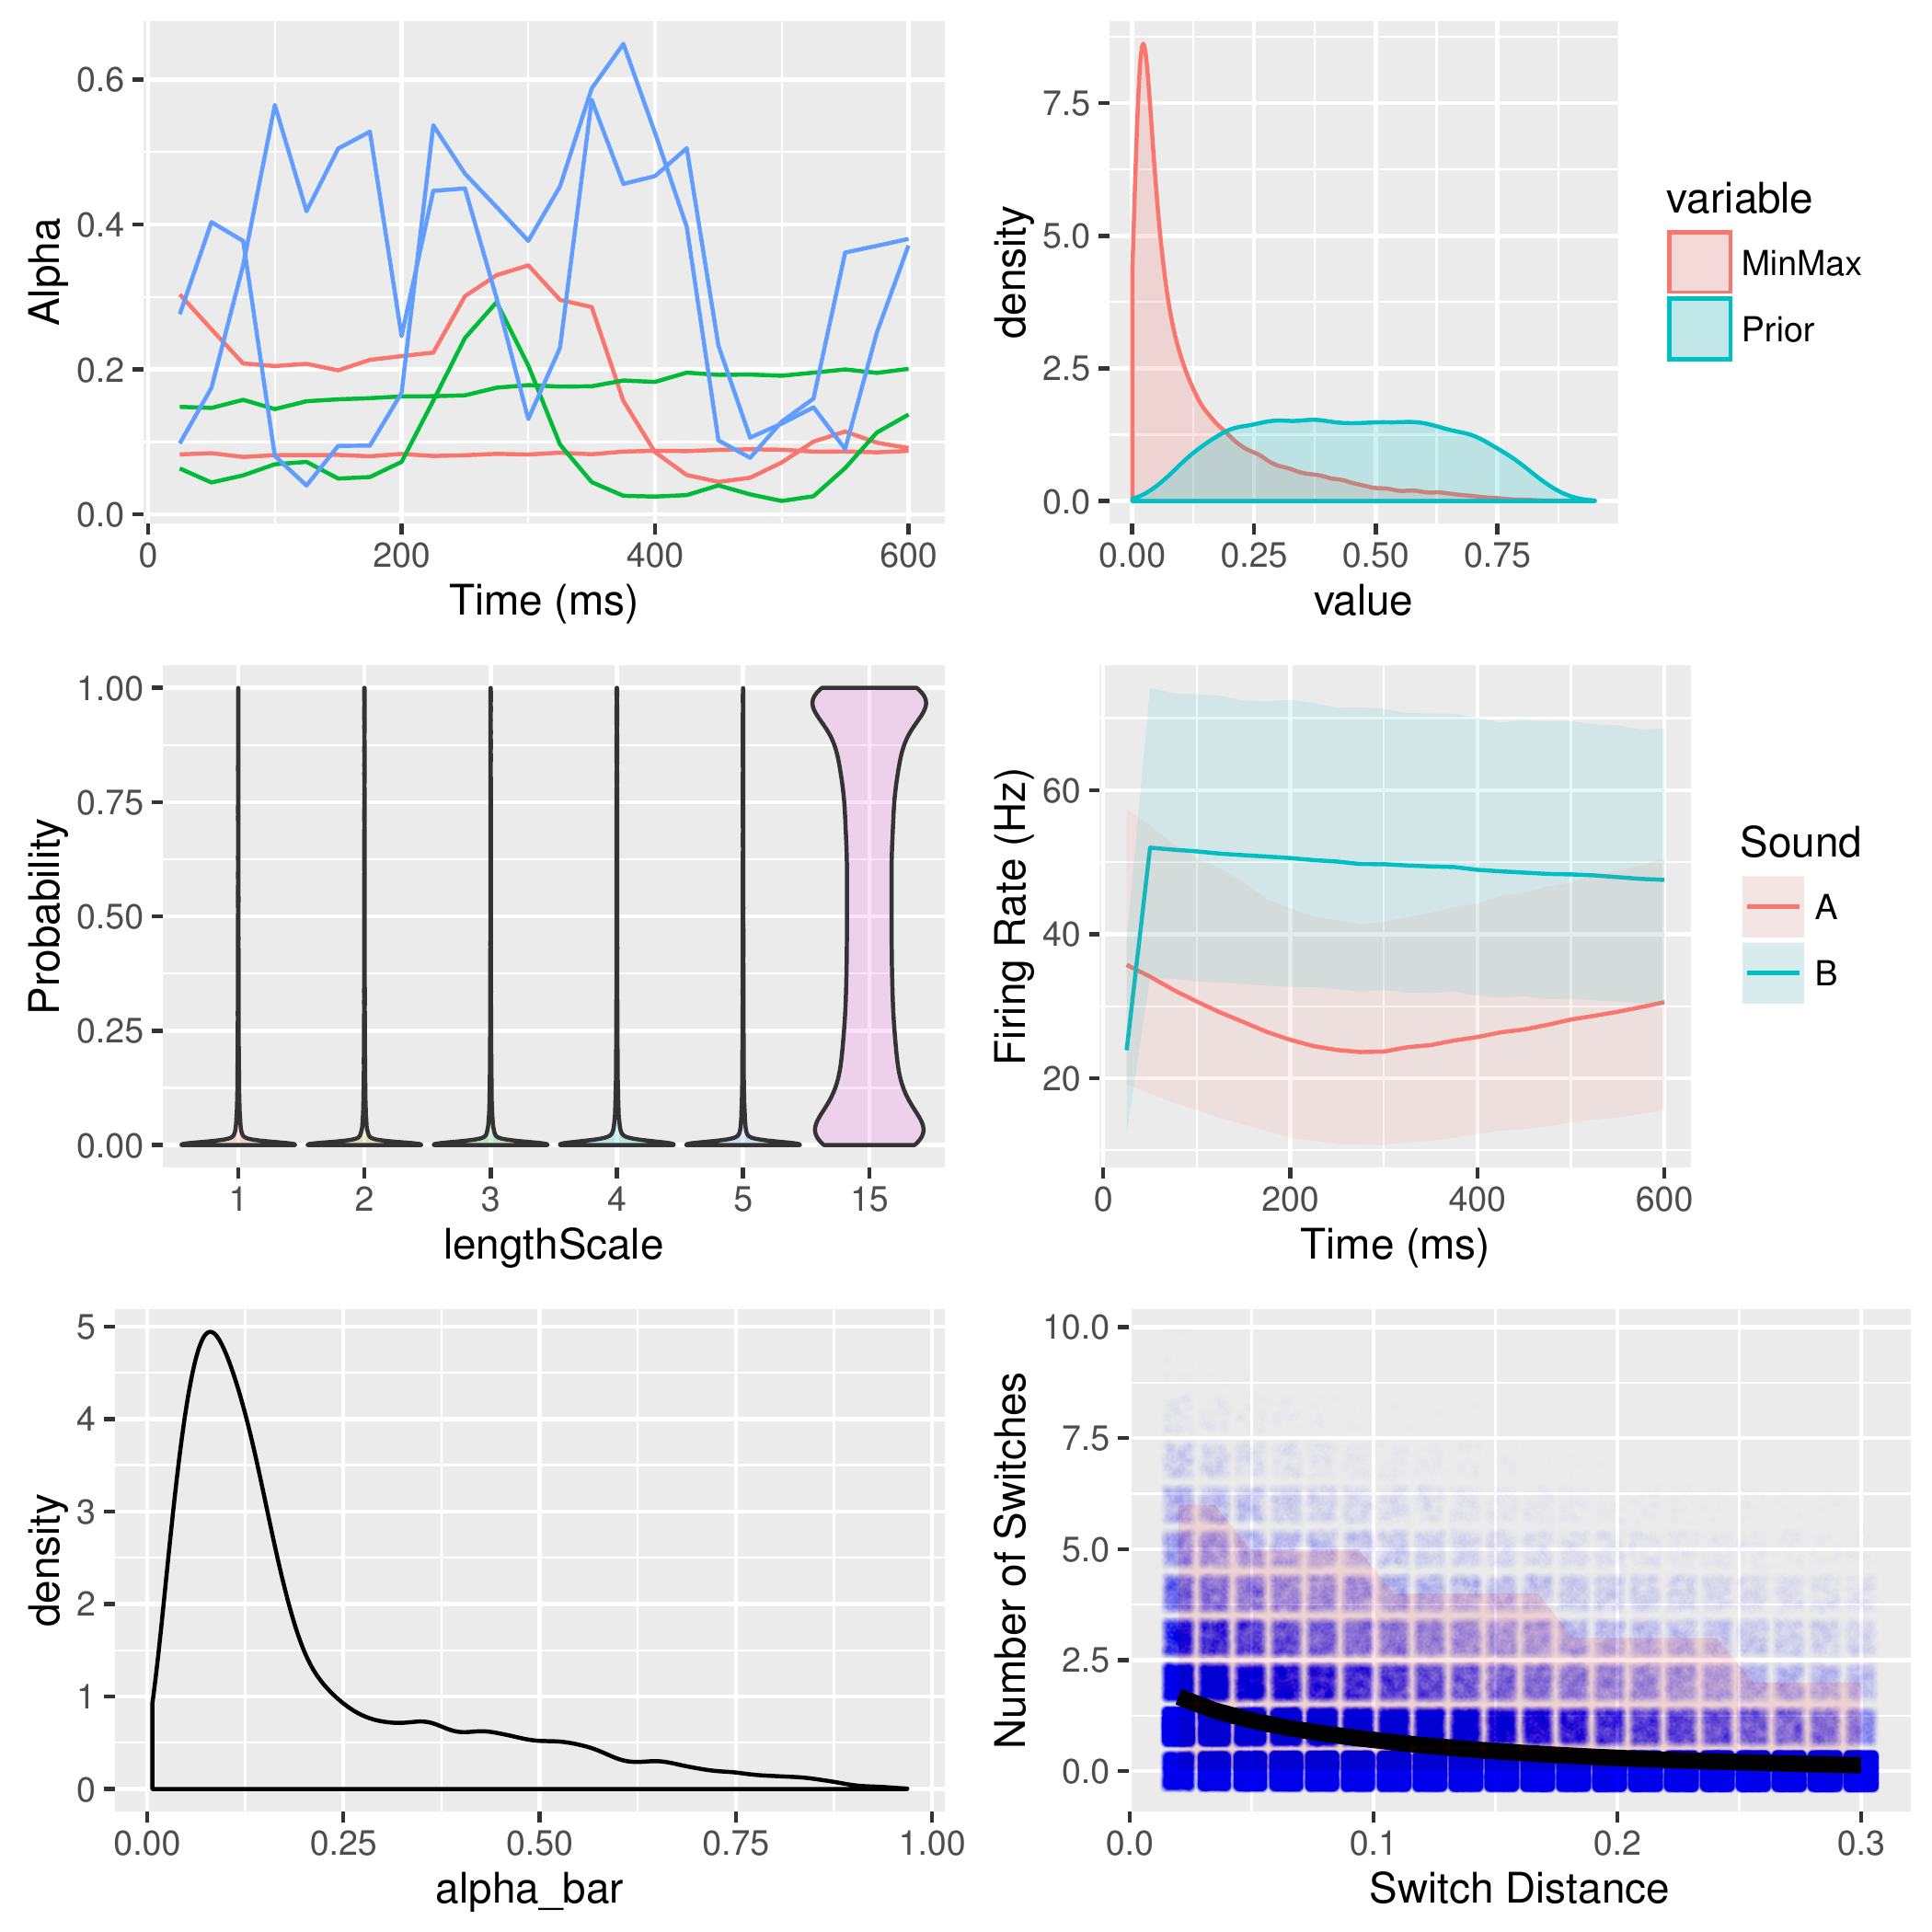 Alpha
0.6
0.4
0.2
0.0
0 200 400 600
Time (ms)
density
7.5
5.0
2.5
0.0
0.00 0.25 0.50 0.75
value
variable
MinMax
Prior
Probability
1.00
0.75
0.50
0.25
0.00
1 2 3 4 5 15
lengthScale
Firing Rate (Hz)
60
40
20
0 200 400 600
Time (ms)
Sound
A
B
density
5
4
3
2
1
0
0.00 0.25 0.50 0.75 1.00
alpha_bar
Number of Switches
10.0
7.5
5.0
2.5
0.0
0.0 0.1 0.2 0.3
Switch Distance